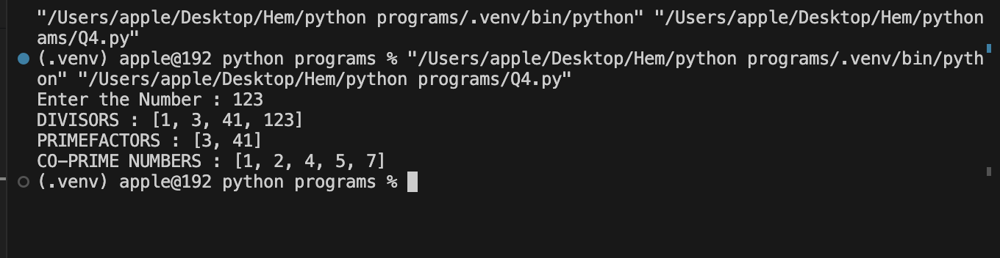 "/Users/apple/Desktop/Hem/python programs/.venv/bin/python" "/Users/apple/Desktop/Hem/python
ams/Q4.py"
(.venv) apple@192 python programs % "/Users/apple/Desktop/Hem/python programs/.venv/bin/pyth
on" "/Users/apple/Desktop/Hem/python programs/Q4.py"
Enter the Number : 123
DIVISORS : [1, 3, 41, 123]
PRIMEFACTORS : [3, 41]
CO-PRIME NUMBERS : [1, 2, 4, 5, 7]
(.venv) apple@192 python programs %